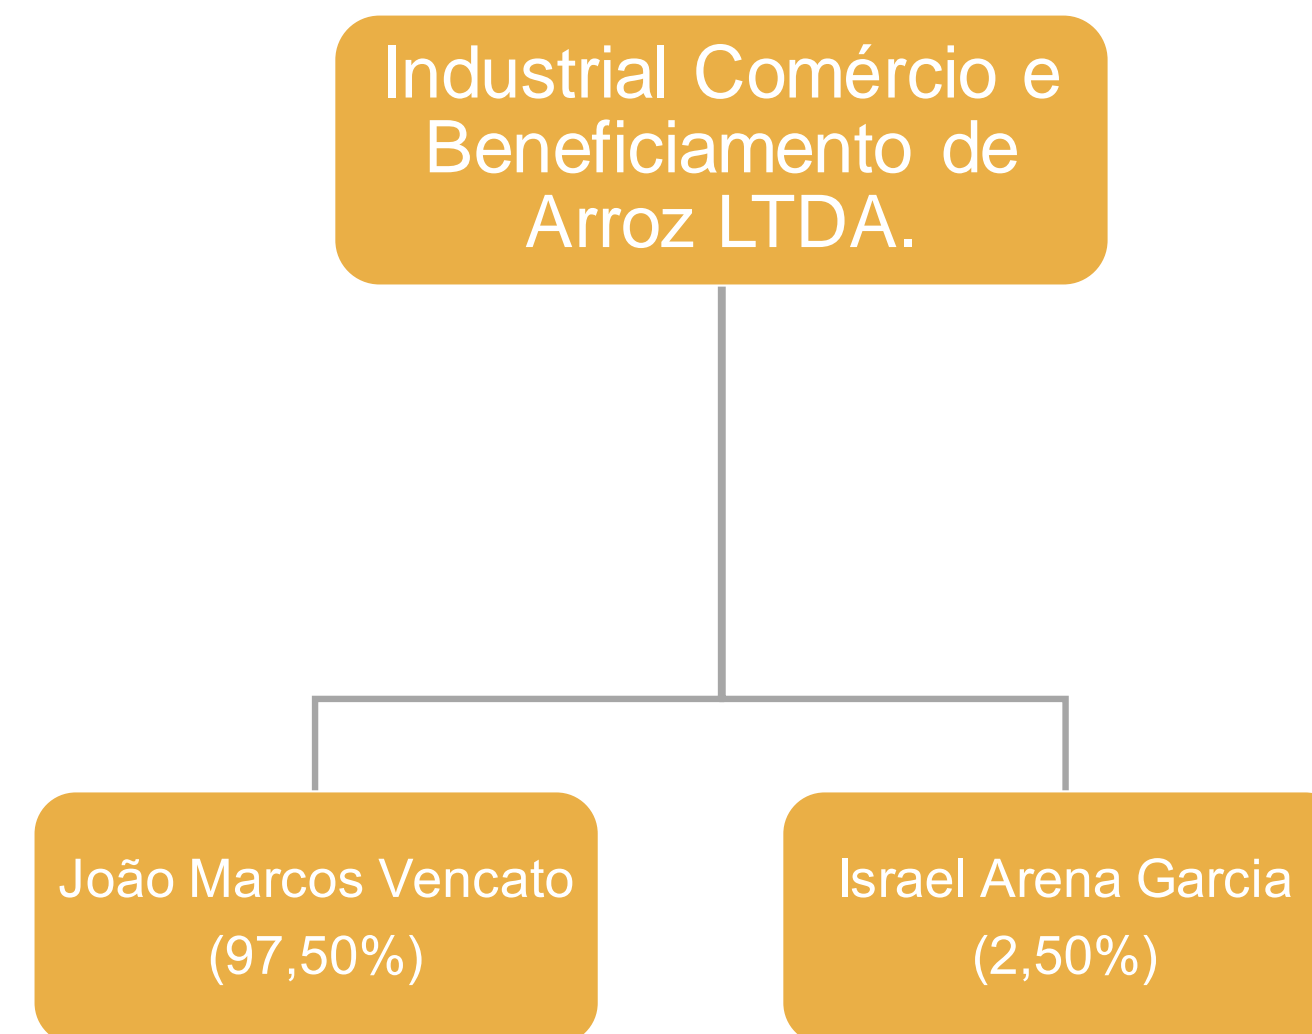 Industrial Comércio e
Beneficiamento de
Arroz LTDA.
João Marcos Vencato
(97,50%)
Israel Arena Garcia
(2,50%)